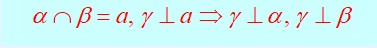 α ∩ β = a, γ ⊥ a ⇒ γ ⊥ α, γ ⊥ β